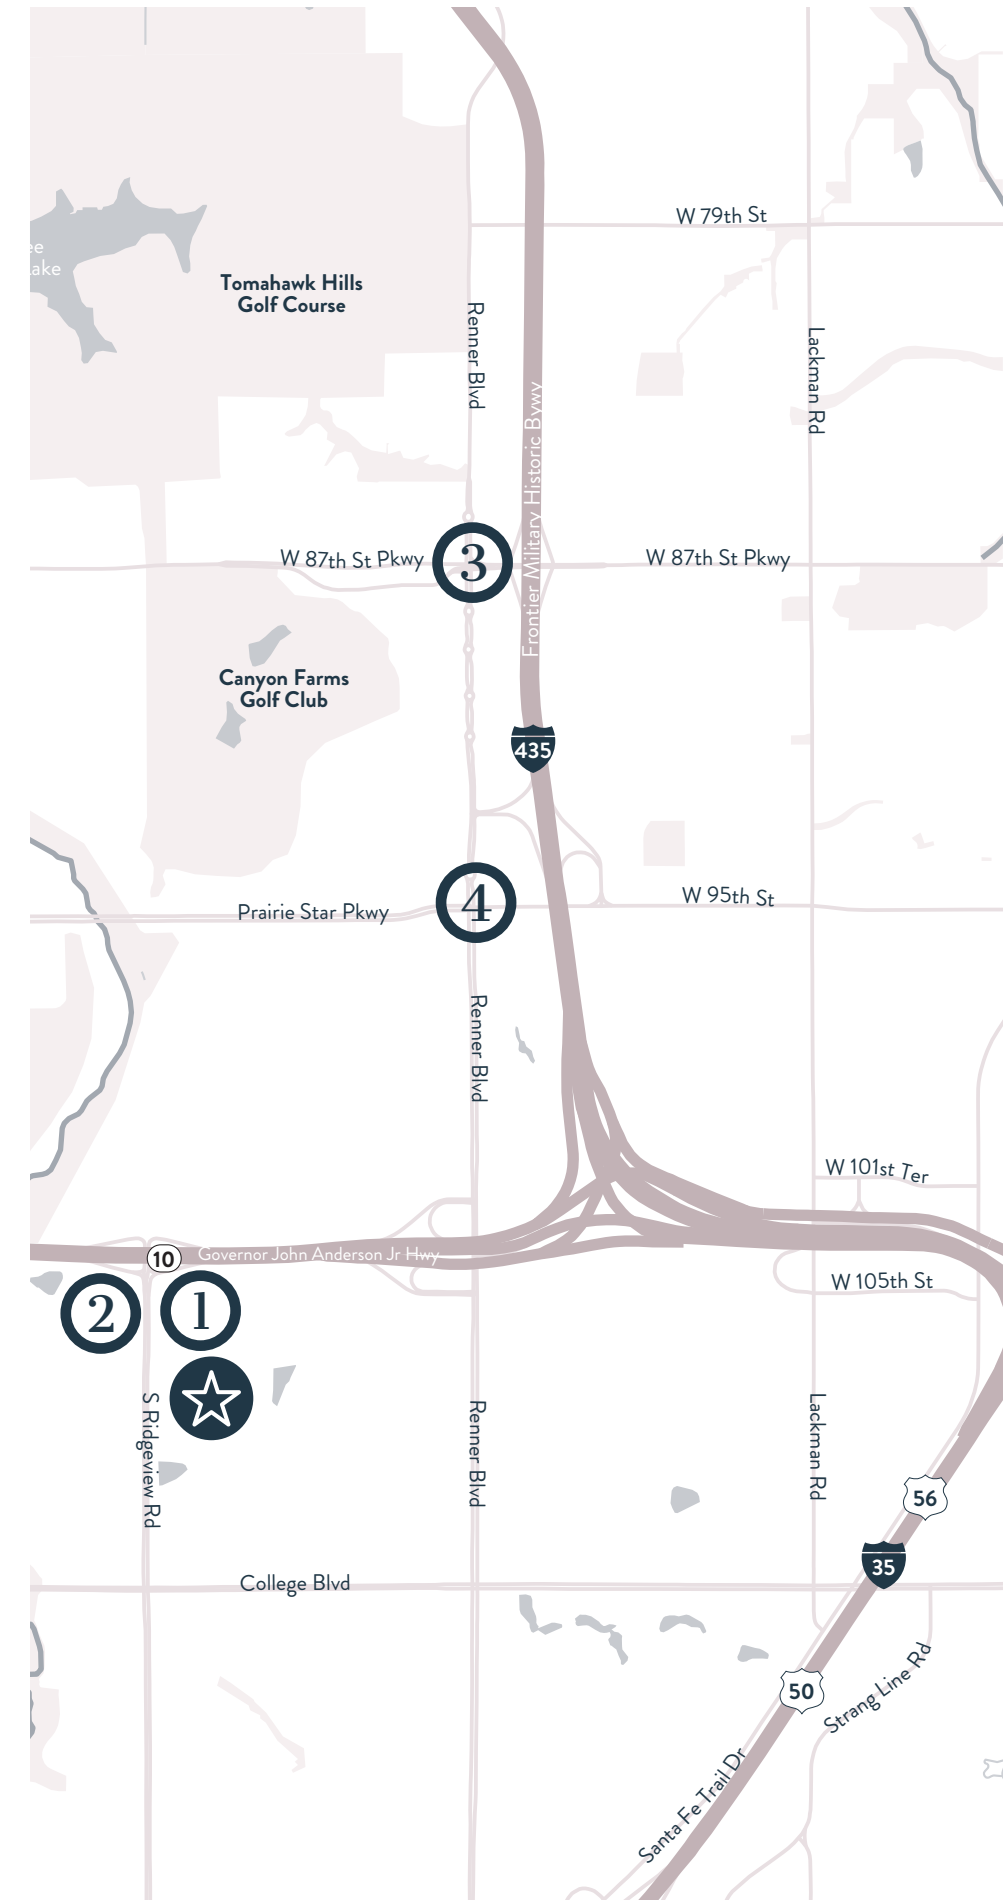 W 79th St
ee
ake
Tomahawk Hills
Golf Course
Renner Blvd
Lackman Rd
Frontier Military Historic Bywy
W 87th St Pkwy
3
W 87th St Pkwy
Canyon Farms
Golf Club
435
4
W 95th St
Prairie Star Pkwy
Renner Blvd
W 101st Ter
10
Governor John Anderson Jr Hwy
W 105th St
2
1
S Ridgeview Rd
Renner Blvd
Lackman Rd
56
35
College Blvd
50
Strang Line Rd
Santa Fe Trail Dr